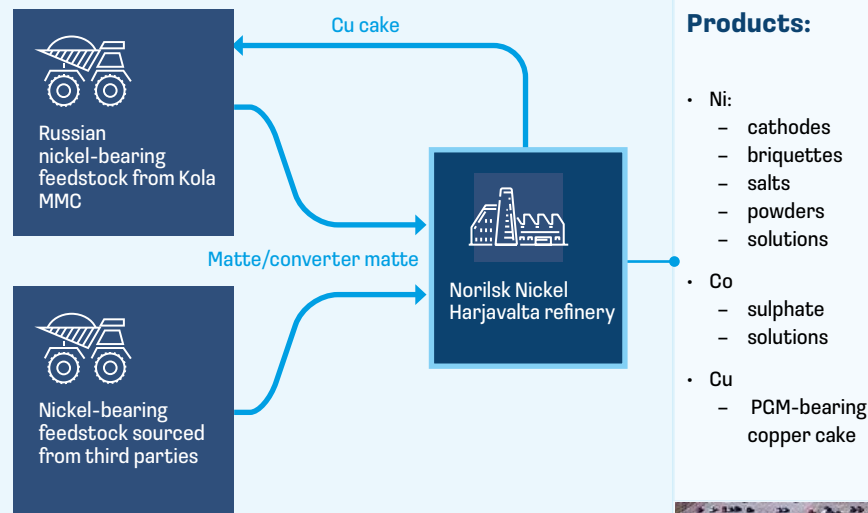 Cu cake
Russian
nickel-bearing
feedstock from Kola
MMC
Matte/converter matte
Nickel-bearing
feedstock sourced
from third parties
Norilsk Nickel
Harjavalta refinery
Products:
• Ni:
– cathodes
– briquettes
– salts
– powders
– solutions
• Co
– sulphate
– solutions
• Cu
– PGM-bearing
copper cake